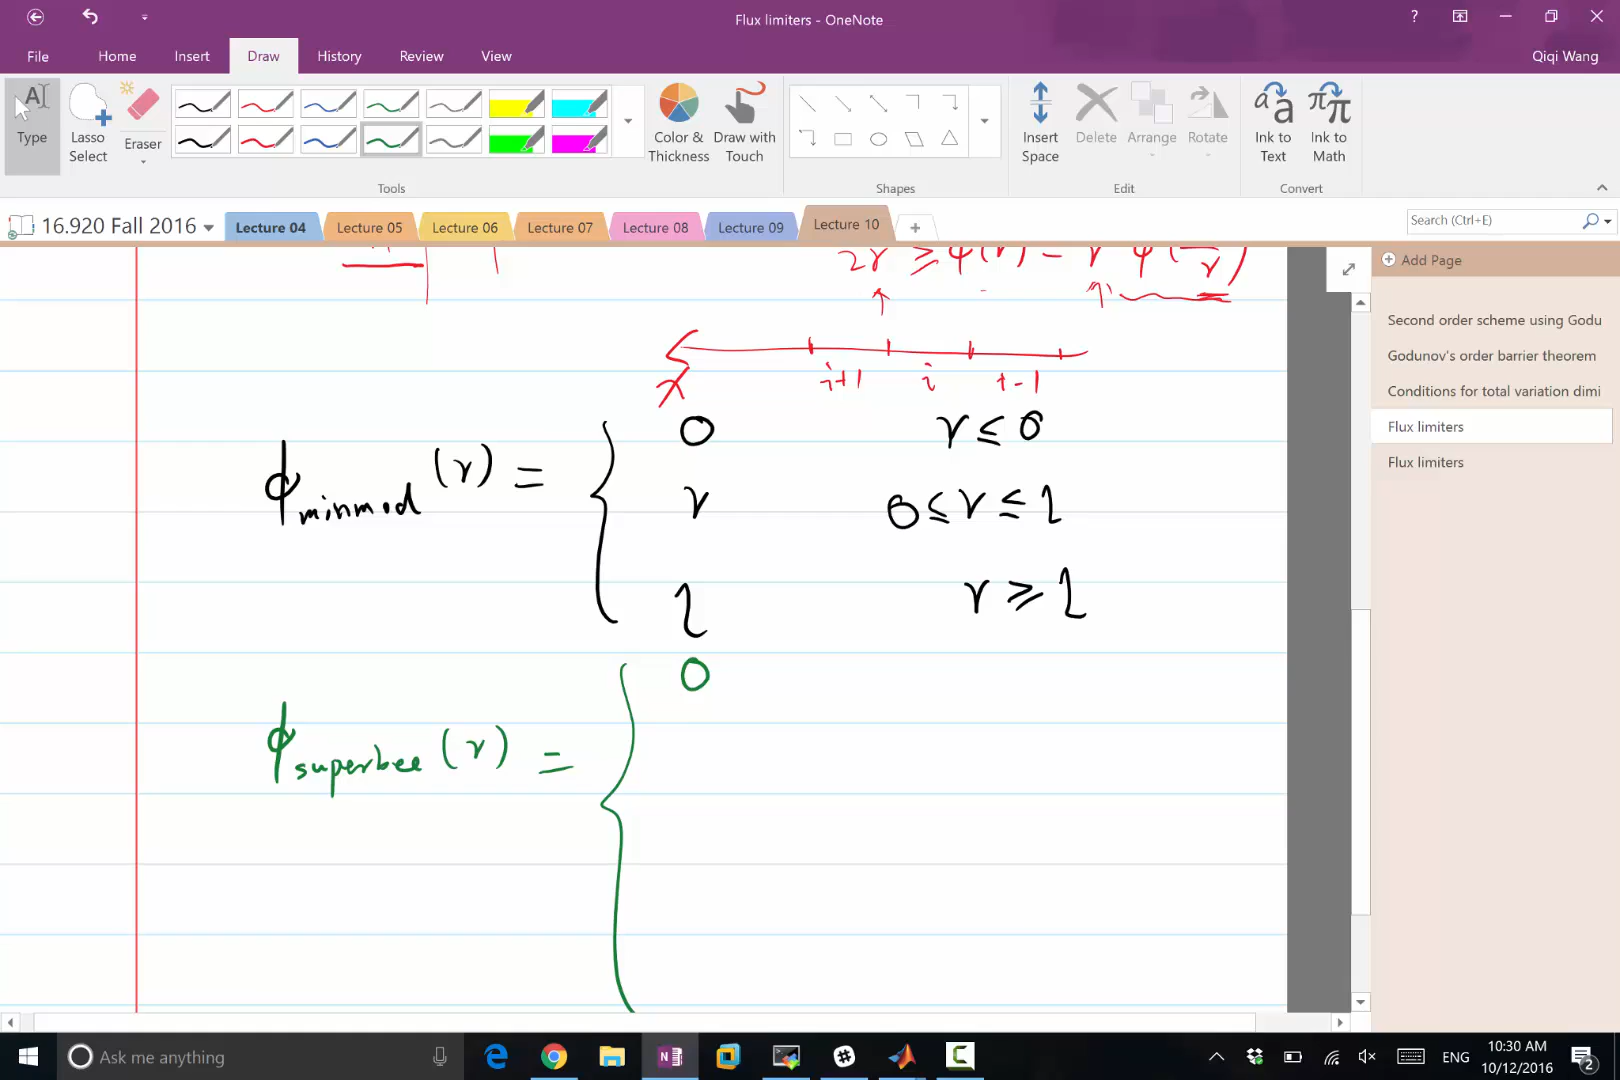 Flux limiters - OneNote
?
File Home Insert Draw History Review View
Qiqi Wang
Type
Lasso Select
Eraser
Color & Thickness
Draw with Touch
Insert Space
Delete
Arrange
Rotate
Ink to Text
Ink to Math
Tools Shapes Edit Convert
16.920 Fall 2016
Lecture 04 Lecture 05 Lecture 06 Lecture 07 Lecture 08 Lecture 09 Lecture 10 +
Search (Ctrl+E)
Add Page
Second order scheme using Godu
Godunov's order barrier theorem
Conditions for total variation dimi
Flux limiters
Flux limiters
x i+1 i i-1
ϕminmod (r) = {
0 r ≤ 0
r 0 ≤ r ≤ 1
1 r ≥ 1
ϕsuperbee (r) = {
0
Ask me anything
ENG
10:30 AM
10/12/2016
2